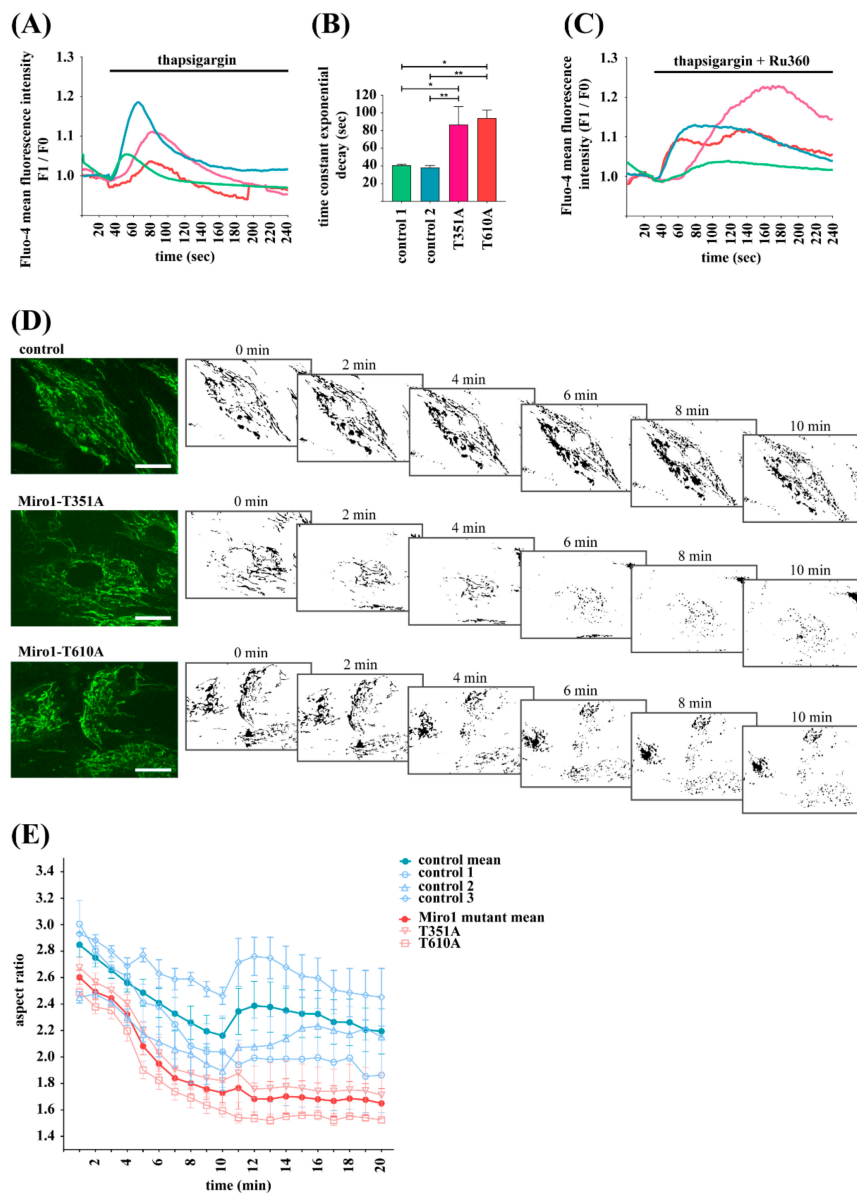 (A)
thapsigargin
Fluo-4 mean fluorescence intensity
F1 / F0
1.3
1.2
1.1
1.0
20 40 60 80 100 120 140 160 180 200 220 240
time (sec)
(B)
time constant exponential
decay (sec)
100
80
60
40
20
*
**
*
**
control 1
control 2
T351A
T610A
(C)
thapsigargin + Ru360
Fluo-4 mean fluorescence
intensity (F1 / F0)
1.3
1.2
1.1
1.0
20 40 60 80 100 120 140 160 180 200 220 240
time (sec)
(D)
control
0 min
2 min
4 min
6 min
8 min
10 min
Miro1-T351A
0 min
2 min
4 min
6 min
8 min
10 min
Miro1-T610A
0 min
2 min
4 min
6 min
8 min
10 min
(E)
aspect ratio
3.4
3.2
3.0
2.8
2.6
2.4
2.2
2.0
1.8
1.6
1.4
2 4 6 8 10 12 14 16 18 20
time (min)
control mean
control 1
control 2
control 3
Miro1 mutant mean
T351A
T610A